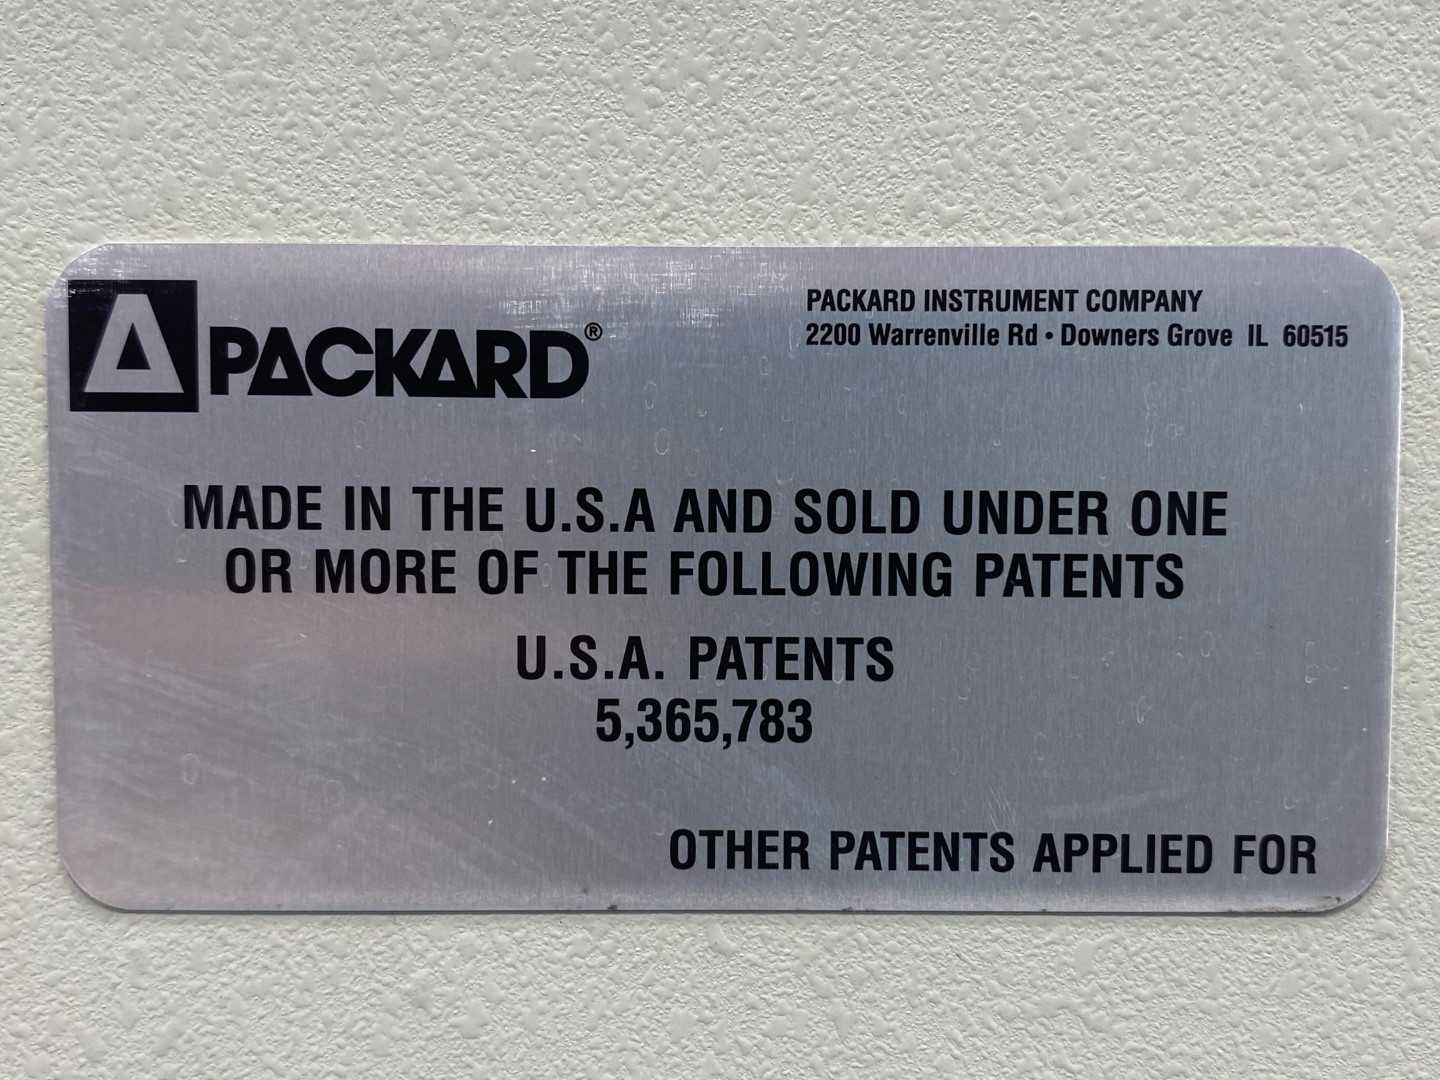 PACKARD®
PACKARD INSTRUMENT COMPANY
2200 Warrenville Rd • Downers Grove IL 60515
MADE IN THE U.S.A AND SOLD UNDER ONE
OR MORE OF THE FOLLOWING PATENTS
U.S.A. PATENTS
5,365,783
OTHER PATENTS APPLIED FOR